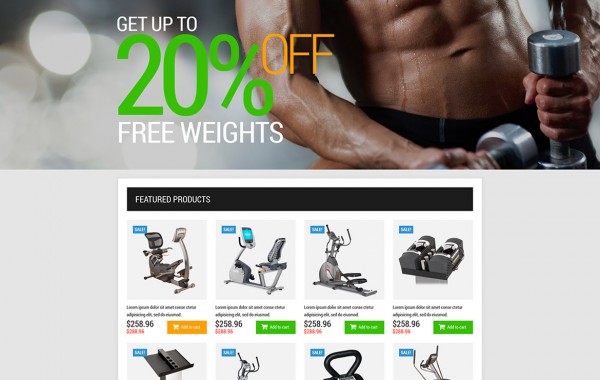 GET UP TO
20% OFF
FREE WEIGHTS
FEATURED PRODUCTS
SALE!
SALE!
SALE!
SALE!
Lorem ipsum dolor sit amet conse ctetur
adipisicing elit, sed do eiusmod.
$258.96
$288.96
Add to cart
Lorem ipsum dolor sit amet conse ctetur
adipisicing elit, sed do eiusmod.
$258.96
$288.96
Add to cart
Lorem ipsum dolor sit amet conse ctetur
adipisicing elit, sed do eiusmod.
$258.96
$288.96
Add to cart
Lorem ipsum dolor sit amet conse ctetur
adipisicing elit, sed do eiusmod.
$258.96
$288.96
Add to cart
SALE!
SALE!
SALE!
SALE!